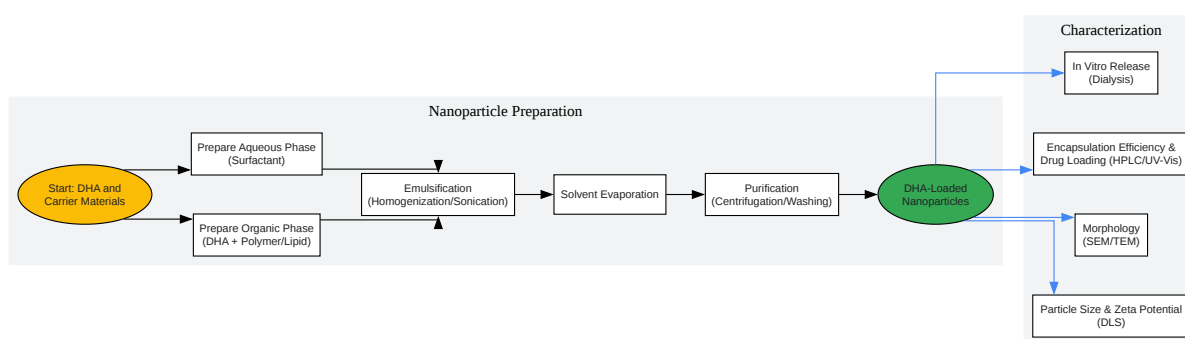 Nanoparticle Preparation
Start: DHA and
Carrier Materials
Prepare Aqueous Phase
(Surfactant)
Prepare Organic Phase
(DHA + Polymer/Lipid)
Emulsification
(Homogenization/Sonication)
Solvent Evaporation
Purification
(Centrifugation/Washing)
DHA-Loaded
Nanoparticles
Characterization
In Vitro Release
(Dialysis)
Encapsulation Efficiency &
Drug Loading (HPLC/UV-Vis)
Morphology
(SEM/TEM)
Particle Size & Zeta Potential
(DLS)